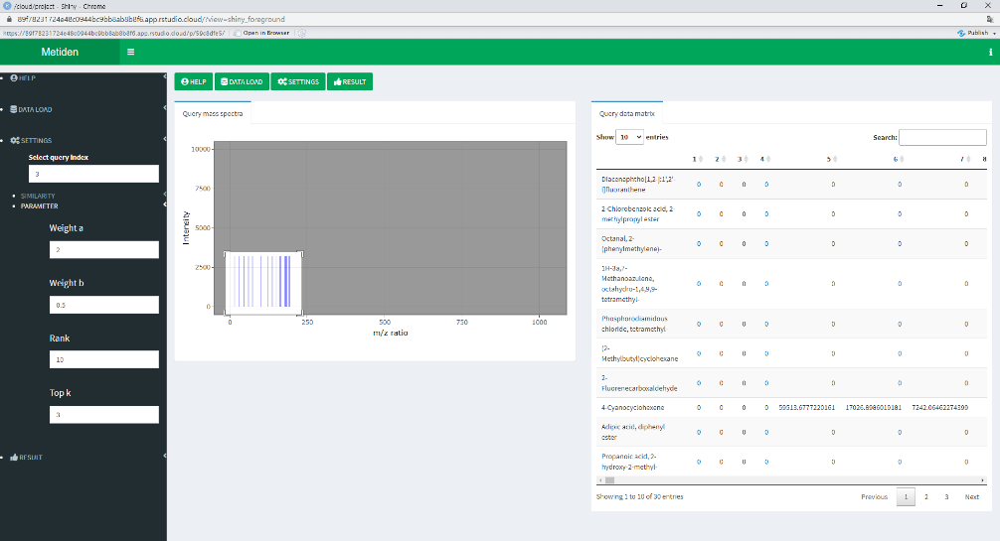 /cloud/project - Shiny - Chrome
89f78231724e48c0944bc9bb8ab8b8f6.app.rstudio.cloud/?view=shiny_foreground
https://89f78231724e48c0944bc9bb8ab8b8f6.app.rstudio.cloud/p/59c8dfe5/ Open in Browser Publish
Metiden
HELP
DATA LOAD
SETTINGS
Select query index
3
SIMILARITY
PARAMETER
Weight a
2
Weight b
0.5
Rank
10
Top k
3
RESULT
HELP DATA LOAD SETTINGS RESULT
Query mass spectra
10000
7500
5000
2500
0
Intensity
0 250 500 750 1000
m/z ratio
Query data matrix
Show 10 entries Search:
1 2 3 4 5 6 7 8
Diacenaphtho[1,2-j:1',2'-
l]fluoranthene 0 0 0 0 0 0 0
2-Chlorobenzoic acid, 2-
methylpropyl ester 0 0 0 0 0 0 0
Octanal, 2-
(phenylmethylene)- 0 0 0 0 0 0 0
1H-3a,7-
Methanoazulene,
octahydro-1,4,9,9-
tetramethyl- 0 0 0 0 0 0 0
Phosphorodiamidous
chloride, tetramethyl- 0 0 0 0 0 0 0
(2-
Methylbutyl)cyclohexane 0 0 0 0 0 0 0
2-
Fluorenecarboxaldehyde 0 0 0 0 0 0 0
4-Cyanocyclohexene 0 0 0 0 59513.6777220161 17026.8986019181 7242.06462274399
Adipic acid, diphenyl
ester 0 0 0 0 0 0 0
Propanoic acid, 2-
hydroxy-2-methyl- 0 0 0 0 0 0 0
Showing 1 to 10 of 30 entries Previous 1 2 3 Next